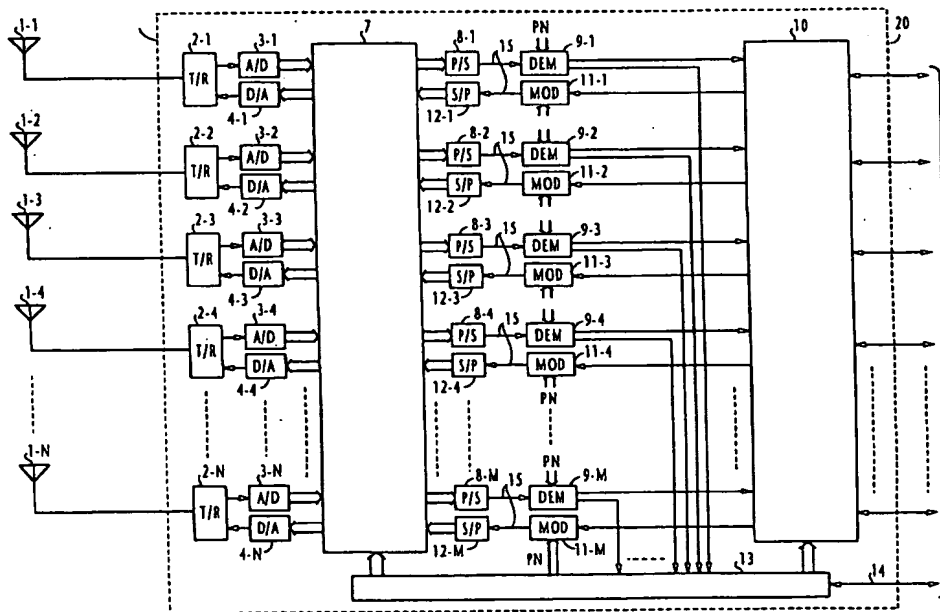 7 8-1 15 PN 9-1 10 20
1-1 2-1 3-1
T/R A/D P/S DEM
D/A S/P MOD
4-1 12-1 11-1
1-2 2-2 3-2 8-2 15 9-2
T/R A/D P/S DEM
D/A S/P MOD 11-2
4-2 12-2
1-3 2-3 3-3 8-3 15 9-3
T/R A/D P/S DEM
D/A S/P MOD 11-3
4-3 12-3
1-4 2-4 3-4 8-4 15 9-4
T/R A/D P/S DEM
D/A S/P MOD 11-4
4-4 12-4 PN
1-N 2-N 3-N 8-M 15 PN 9-M
T/R A/D P/S DEM
D/A S/P MOD
4-N 12-M PN 11-M
13 14